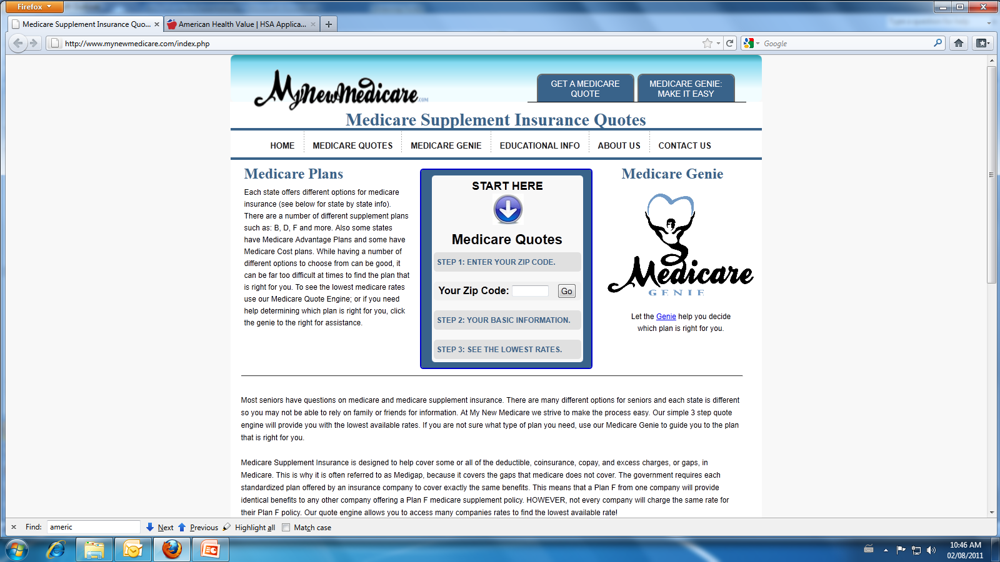 Firefox
Medicare Supplement Insurance Quo...
American Health Value | HSA Applica...
http://www.mynewmedicare.com/index.php
Google
MyNewMedicare.com
GET A MEDICARE
QUOTE
MEDICARE GENIE:
MAKE IT EASY
Medicare Supplement Insurance Quotes
HOME
MEDICARE QUOTES
MEDICARE GENIE
EDUCATIONAL INFO
ABOUT US
CONTACT US
Medicare Plans
Each state offers different options for medicare
insurance (see below for state by state info).
There are a number of different supplement plans
such as: B, D, F and more. Also some states
have Medicare Advantage Plans and some have
Medicare Cost plans. While having a number of
different options to choose from can be good, it
can be far too difficult at times to find the plan that
is right for you. To see the lowest medicare rates
use our Medicare Quote Engine; or if you need
help determining which plan is right for you, click
the genie to the right for assistance.
START HERE
Medicare Quotes
STEP 1: ENTER YOUR ZIP CODE.
Your Zip Code:
Go
STEP 2: YOUR BASIC INFORMATION.
STEP 3: SEE THE LOWEST RATES.
Medicare Genie
Medicare
GENIE
Let the Genie help you decide
which plan is right for you.
Most seniors have questions on medicare and medicare supplement insurance. There are many different options for seniors and each state is different
so you may not be able to rely on family or friends for information. At My New Medicare we strive to make the process easy. Our simple 3 step quote
engine will provide you with the lowest available rates. If you are not sure what type of plan you need, use our Medicare Genie to guide you to the plan
that is right for you.
Medicare Supplement Insurance is designed to help cover some or all of the deductible, coinsurance, copay, and excess charges, or gaps, in
Medicare. This is why it is often referred to as Medigap, because it covers the gaps that medicare does not cover. The government requires each
standardized plan offered by an insurance company to cover exactly the same benefits. This means that a Plan F from one company will provide
identical benefits to any other company offering a Plan F medicare supplement policy. HOWEVER, not every company will charge the same rate for
their Plan F policy. Our quote engine allows you to access many companies rates to find the lowest available rate!
Find:
americ
Next
Previous
Highlight all
Match case
10:46 AM
02/08/2011